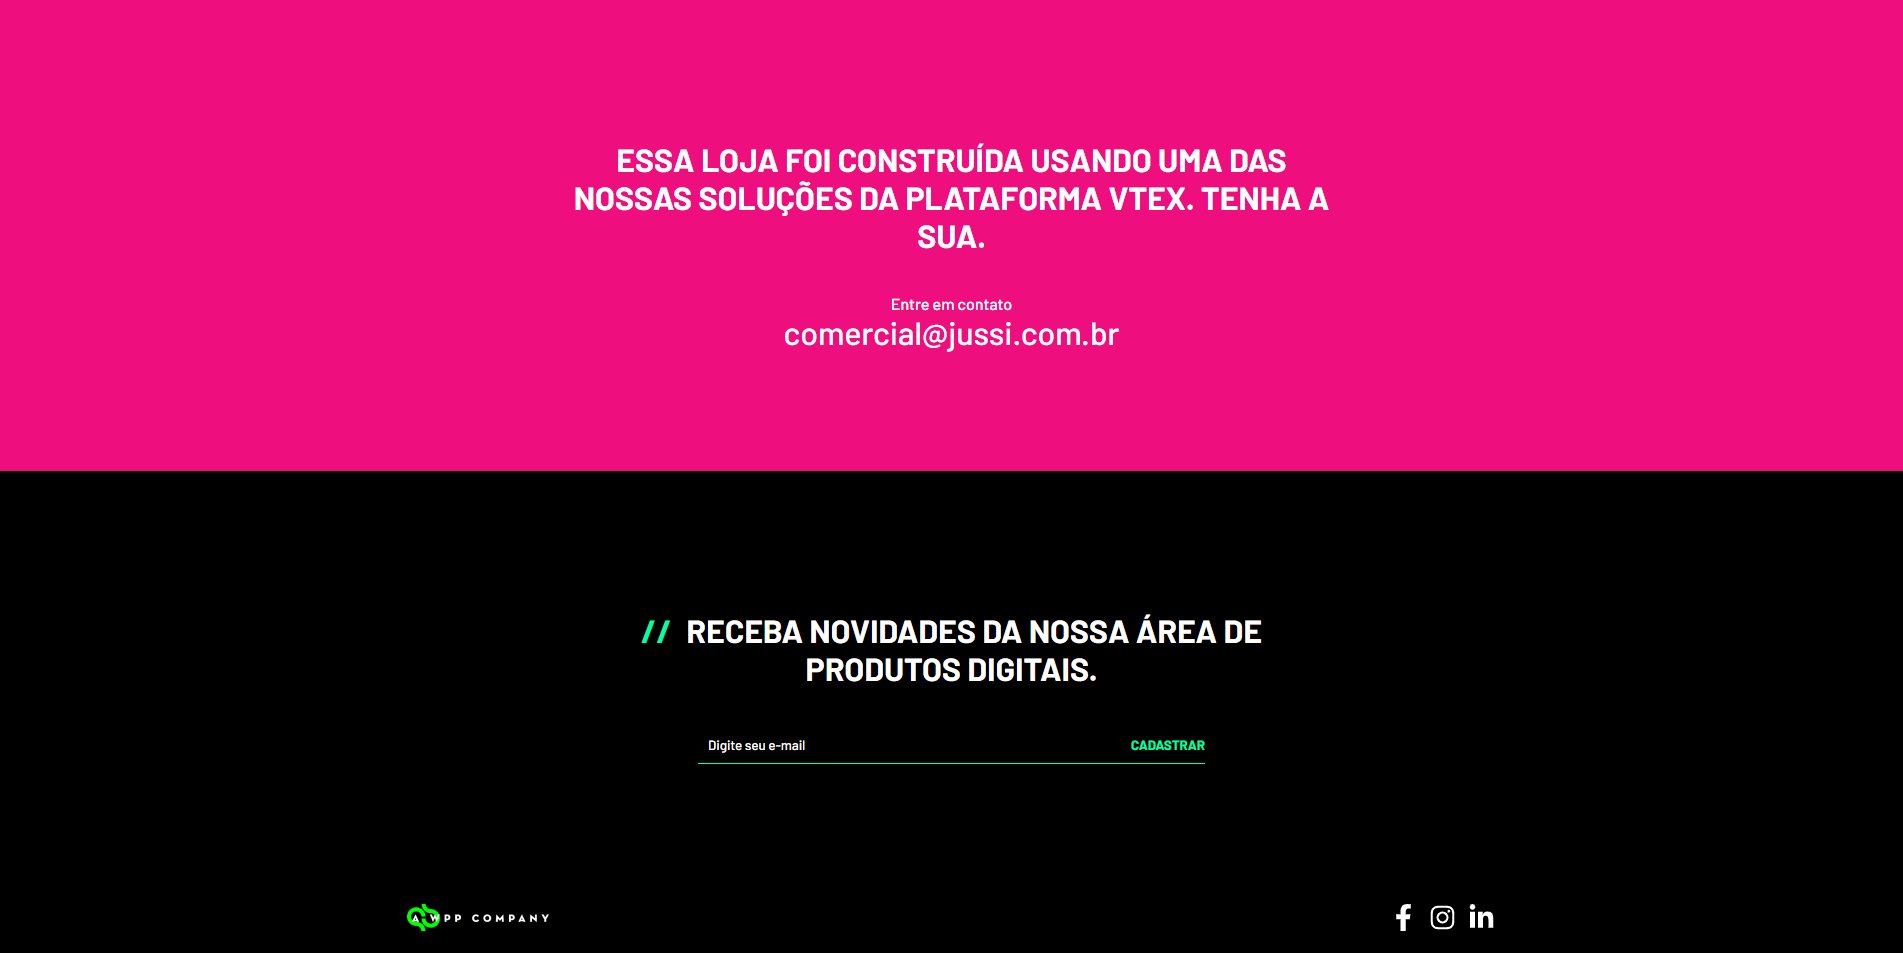 ESSA LOJA FOI CONSTRUÍDA USANDO UMA DAS
NOSSAS SOLUÇÕES DA PLATAFORMA VTEX. TENHA A
SUA.
Entre em contato
comercial@jussi.com.br
// RECEBA NOVIDADES DA NOSSA ÁREA DE
PRODUTOS DIGITAIS.
Digite seu e-mail CADASTRAR
A WPP COMPANY